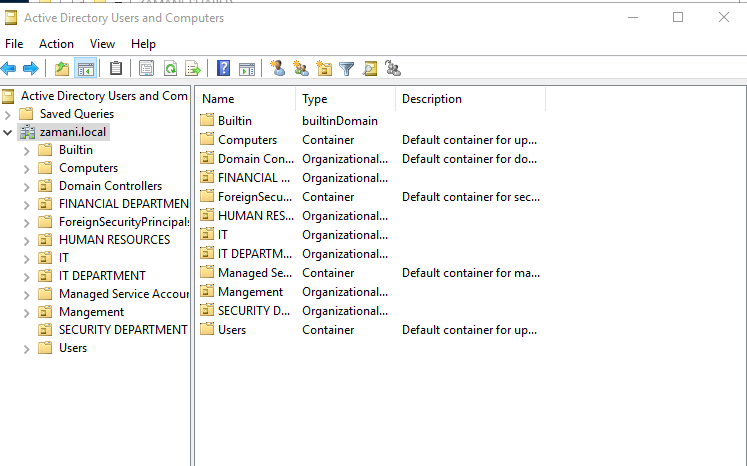 Active Directory Users and Computers
File Action View Help
Active Directory Users and Com
Saved Queries
zamani.local
Builtin
Computers
Domain Controllers
FINANCIAL DEPARTMEN
ForeignSecurityPrincipals
HUMAN RESOURCES
IT
IT DEPARTMENT
Managed Service Accour
Mangement
SECURITY DEPARTMENT
Users
Name Type Description
Builtin builtinDomain
Computers Container Default container for up...
Domain Con... Organizational... Default container for do...
FINANCIAL ... Organizational...
ForeignSecu... Container Default container for sec...
HUMAN RES... Organizational...
IT Organizational...
IT DEPARTM... Organizational...
Managed Se... Container Default container for ma...
Mangement Organizational...
SECURITY D... Organizational...
Users Container Default container for up...